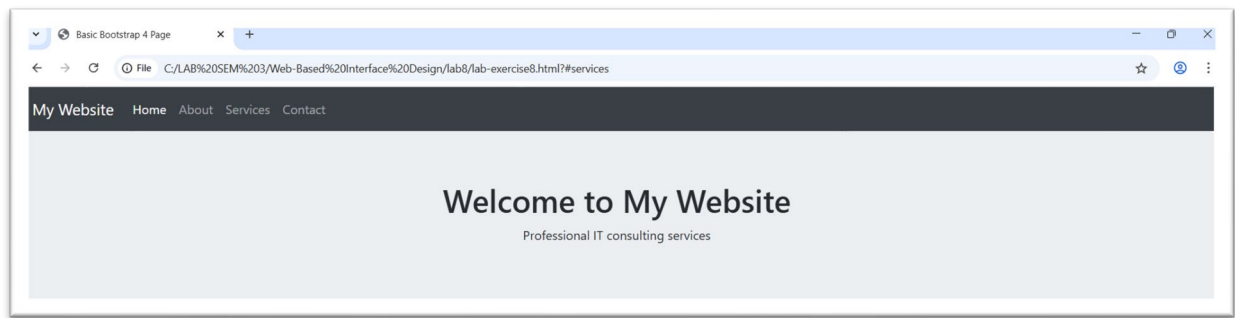 Basic Bootstrap 4 Page
File C:/LAB%20SEM%203/Web-Based%20Interface%20Design/lab8/lab-exercise8.html?#services
My Website Home About Services Contact
Welcome to My Website
Professional IT consulting services